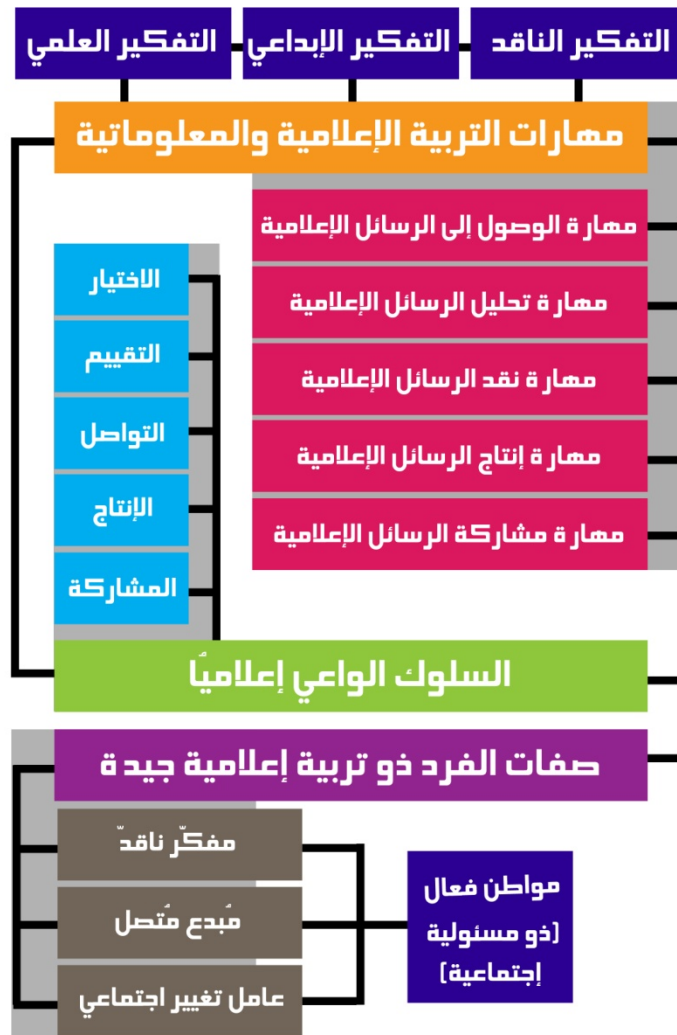 التفكير الناقد
التفكير الإبداعي
التفكير العلمي
مهارات التربية الإعلامية والمعلوماتية
مهارة الوصول إلى الرسائل الإعلامية
مهارة تحليل الرسائل الإعلامية
مهارة نقد الرسائل الإعلامية
مهارة إنتاج الرسائل الإعلامية
مهارة مشاركة الرسائل الإعلامية
الاختيار
التقييم
التواصل
الإنتاج
المشاركة
السلوك الواعي إعلاميًا
صفات الفرد ذو تربية إعلامية جيدة
مفكّر ناقدّ
مُبدع مُتصل
عامل تغيير اجتماعي
مواطن فعال
(ذو مسئولية
إجتماعية)